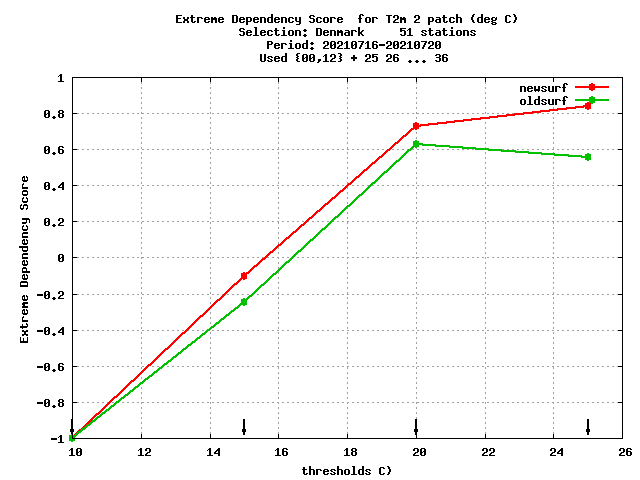 Extreme Dependency Score  for T2m 2 patch (deg C)
Selection: Denmark     51 stations
Period: 20210716-20210720
Used {00,12} + 25 26 ... 36
newsurf
oldsurf
Extreme Dependency Score
1
0.8
0.6
0.4
0.2
0
-0.2
-0.4
-0.6
-0.8
-1
10 12 14 16 18 20 22 24 26
thresholds C)